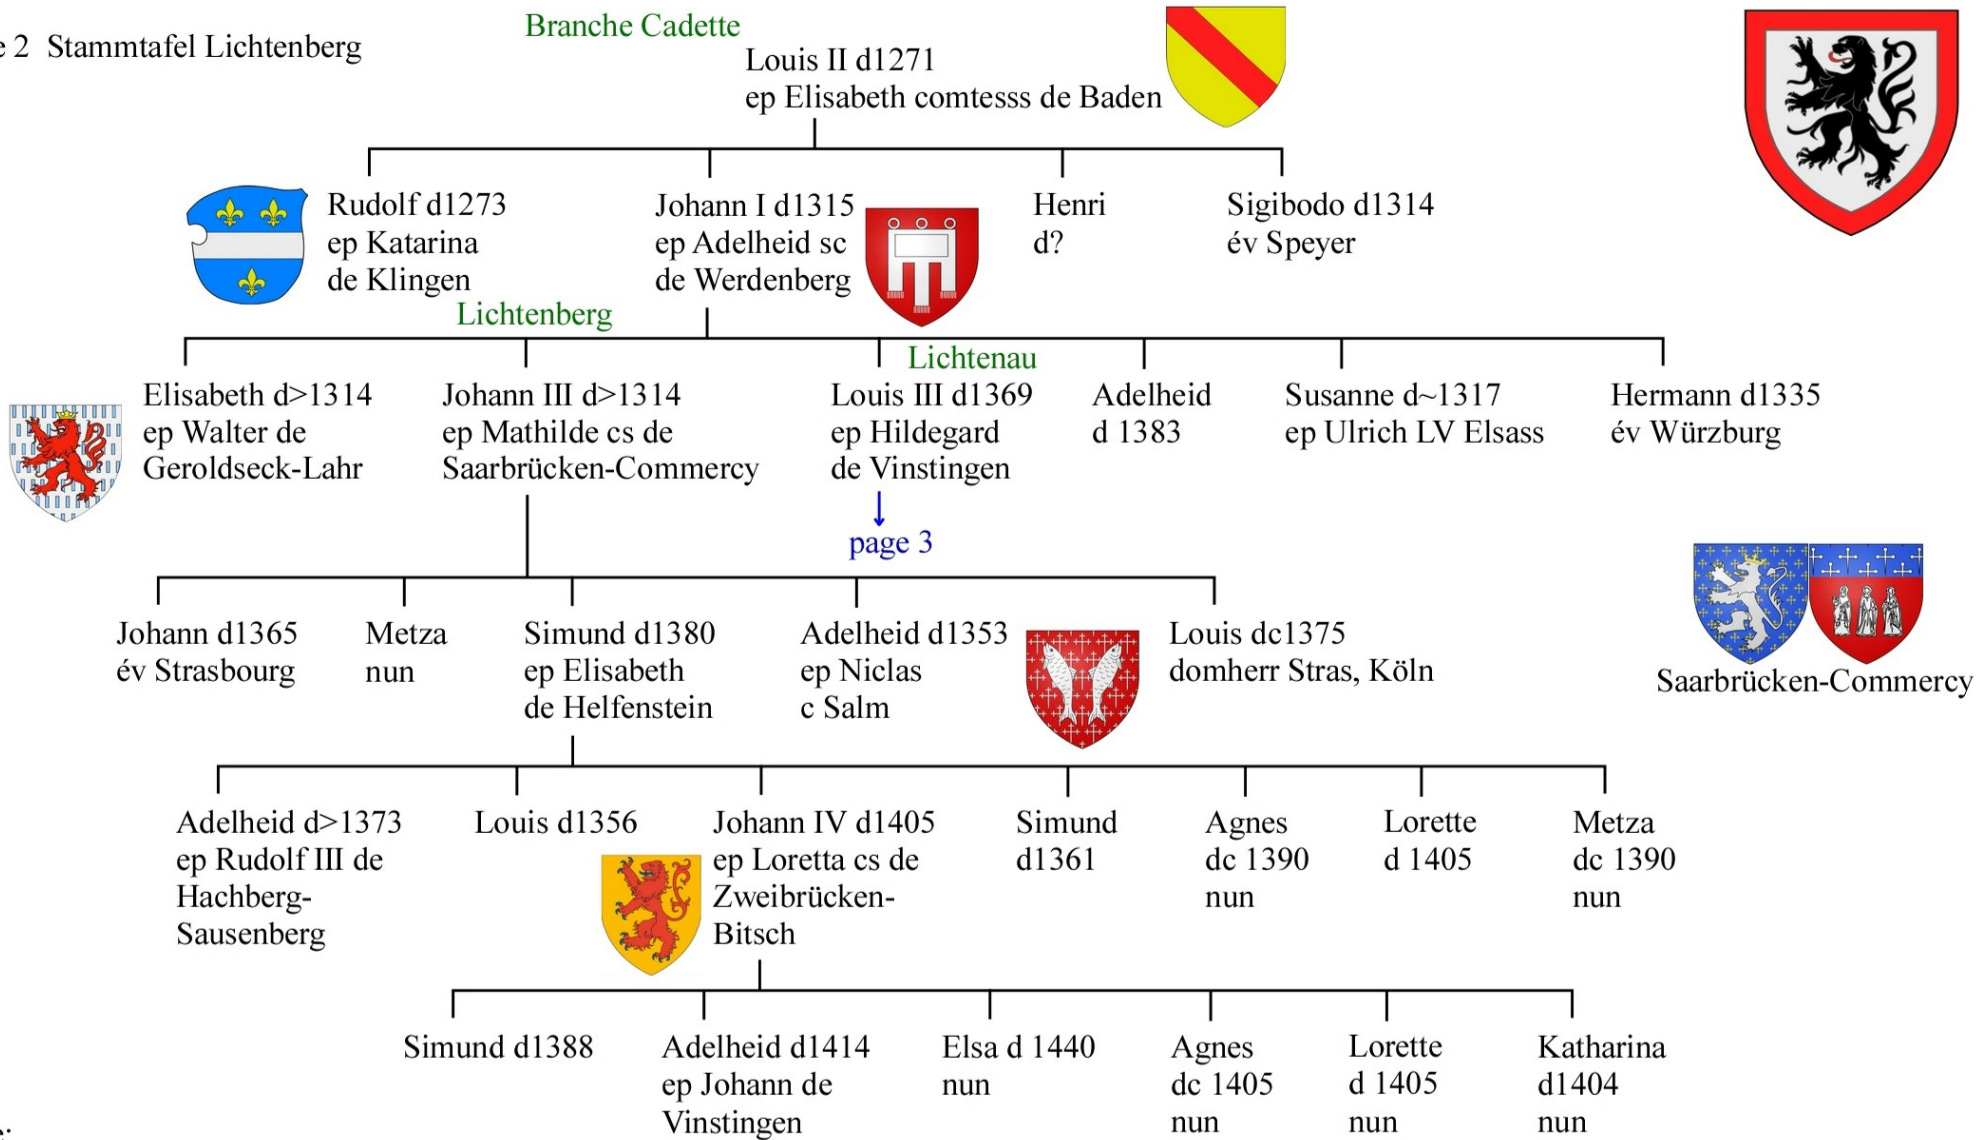 e 2  Stammtafel Lichtenberg
Branche Cadette
Louis II d1271
ep Elisabeth comtesss de Baden
Rudolf d1273
ep Katarina
de Klingen
Johann I d1315
ep Adelheid sc
de Werdenberg
Henri
d?
Sigibodo d1314
év Speyer
Lichtenberg
Lichtenau
Elisabeth d>1314
ep Walter de
Geroldseck-Lahr
Johann III d>1314
ep Mathilde cs de
Saarbrücken-Commercy
Louis III d1369
ep Hildegard
de Vinstingen
page 3
Adelheid
d 1383
Susanne d~1317
ep Ulrich LV Elsass
Hermann d1335
év Würzburg
Saarbrücken-Commercy
Johann d1365
év Strasbourg
Metza
nun
Simund d1380
ep Elisabeth
de Helfenstein
Adelheid d1353
ep Niclas
c Salm
Louis dc1375
domherr Stras, Köln
Adelheid d>1373
ep Rudolf III de
Hachberg-
Sausenberg
Louis d1356
Johann IV d1405
ep Loretta cs de
Zweibrücken-
Bitsch
Simund
d1361
Agnes
dc 1390
nun
Lorette
d 1405
Metza
dc 1390
nun
Simund d1388
Adelheid d1414
ep Johann de
Vinstingen
Elsa d 1440
nun
Agnes
dc 1405
nun
Lorette
d 1405
nun
Katharina
d1404
nun